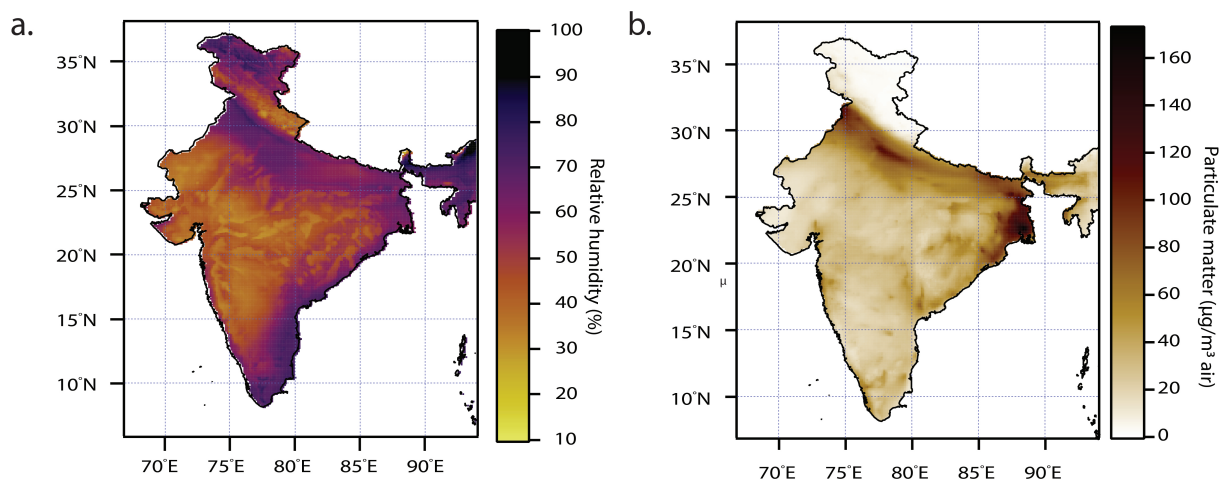 a.
35°N
30°N
25°N
20°N
15°N
10°N
70°E
75°E
80°E
85°E
90°E
100
90
80
70
60
50
40
30
20
10
Relative humidity (%)
b.
35°N
30°N
25°N
20°N
15°N
10°N
μ
70°E
75°E
80°E
85°E
90°E
160
140
120
100
80
60
40
20
0
Particulate matter (μg/m³ air)